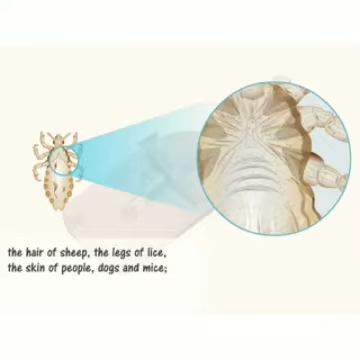 the hair of sheep, the legs of lice,
the skin of people, dogs and mice;